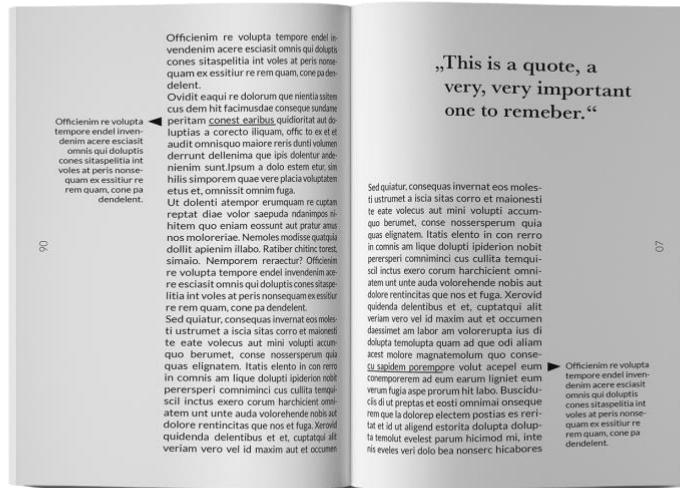 Officienim re volupta tempore endel in-
vendenim acere esciasit omnis qui doluptis
cones sitaspelitia int voles at peris nonse-
quam ex essitiur re rem quam, cone pa den-
delent.
Ovidit eaqui re dolorum que nientia ssitem
cus dem hit facimusdae conseque sundame
peritam conest earibus quidioritat aut do-
luptias a corecto iliquam, offic to ex et et
audit omnisquo maiore reris dunti volumen
derrunt dellenima que ipis dolentur ande-
nienim sunt.Ipsum a dolo estem etur, sim
hilis simporem quae vere placia voluptatem
etus et, omnissit omnim fuga.
Ut dolenti atempor erumquam re cuptam
reptat diae volor saepuda ndanimpos ni-
hitem quo eniam eossunt aut pratur amus
nos moloreriae. Nemoles modisse quatquia
dollit apienim illabo. Ratiber chitinc torest,
simaio. Nemporem reraectur? Officienim
re volupta tempore endel invendenim ace-
re esciasit omnis qui doluptis cones sitaspe-
litia int voles at peris nonsequam ex essitiur
re rem quam, cone pa dendelent.
Sed quiatur, consequas invernat eos moles-
ti ustrumet a iscia sitas corro et maionesti
te eate volecus aut mini volupti accum-
quo berumet, conse nossersperum quia
quas elignatem. Itatis elento in con rerro
in comnis am lique dolupti ipiderion nobit
perersperi comniminci cus cullita temqui-
scil inctus exero corum harchicient omni-
atem unt unte auda volorehende nobis aut
dolore rentincitas que nos et fuga. Xerovid
quidenda delentibus et et, cuptatqui alit
veriam vero vel id maxim aut et occumen
Officienim re volupta
tempore endel inven-
denim acere esciasit
omnis qui doluptis
cones sitaspelitia int
voles at peris nonse-
quam ex essitiur re
rem quam, cone pa
dendelent.
06
„This is a quote, a
very, very important
one to remeber.“
Sed quiatur, consequas invernat eos moles-
ti ustrumet a iscia sitas corro et maionesti
te eate volecus aut mini volupti accum-
quo berumet, conse nossersperum quia
quas elignatem. Itatis elento in con rerro
in comnis am lique dolupti ipiderion nobit
perersperi comniminci cus cullita temqui-
scil inctus exero corum harchicient omni-
atem unt unte auda volorehende nobis aut
dolore rentincitas que nos et fuga. Xerovid
quidenda delentibus et et, cuptatqui alit
veriam vero vel id maxim aut et occumen
daessimet am labor am volorerupta ius di
dolupta temolupta quam ad que odi aliam
acest molore magnatemolum quo conse-
cu sapidem porempore volut acepel eum
conemporerem ad eum earum ligniet eum
verum fugia aspe prorum hit labo. Buscidu-
ciis di ut preptas et eosti omnimai onseque
rem que la dolorep electem postias es reri-
tat et id ut aligend estorita dolupta dolup-
ta temolut evelest parum hicimod mi, inte
nis eveles veri dolo bea nonserc hicabores
Officienim re volupta
tempore endel inven-
denim acere esciasit
omnis qui doluptis
cones sitaspelitia int
voles at peris nonse-
quam ex essitiur re
rem quam, cone pa
dendelent.
07